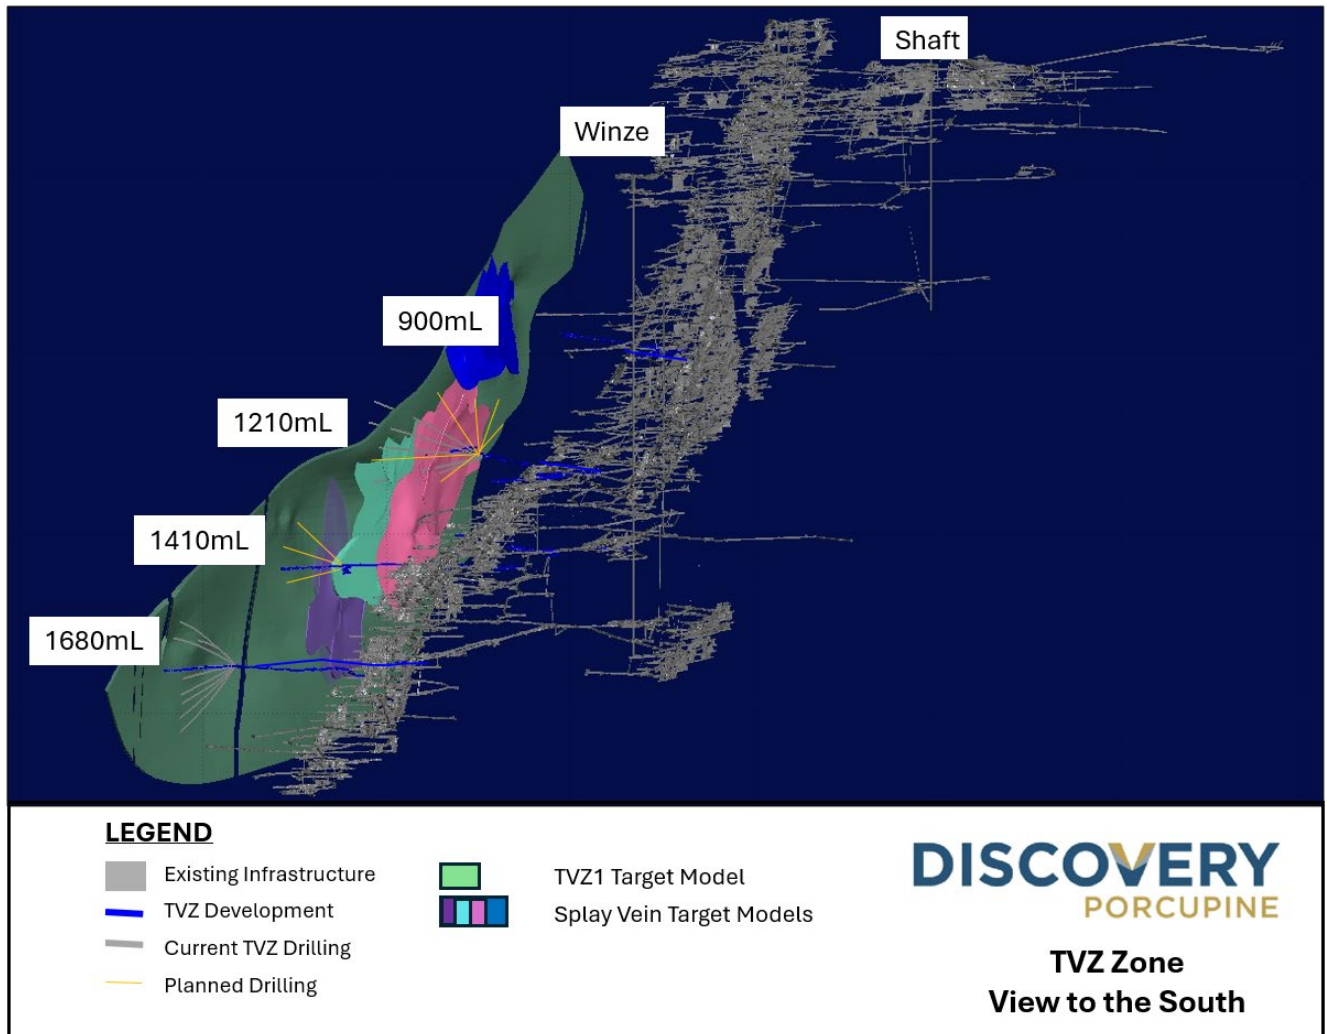 Shaft
Winze
900mL
1210mL
1410mL
1680mL
LEGEND
Existing Infrastructure
TVZ Development
Current TVZ Drilling
Planned Drilling
TVZ1 Target Model
Splay Vein Target Models
DISCOVERY
PORCUPINE
TVZ Zone
View to the South